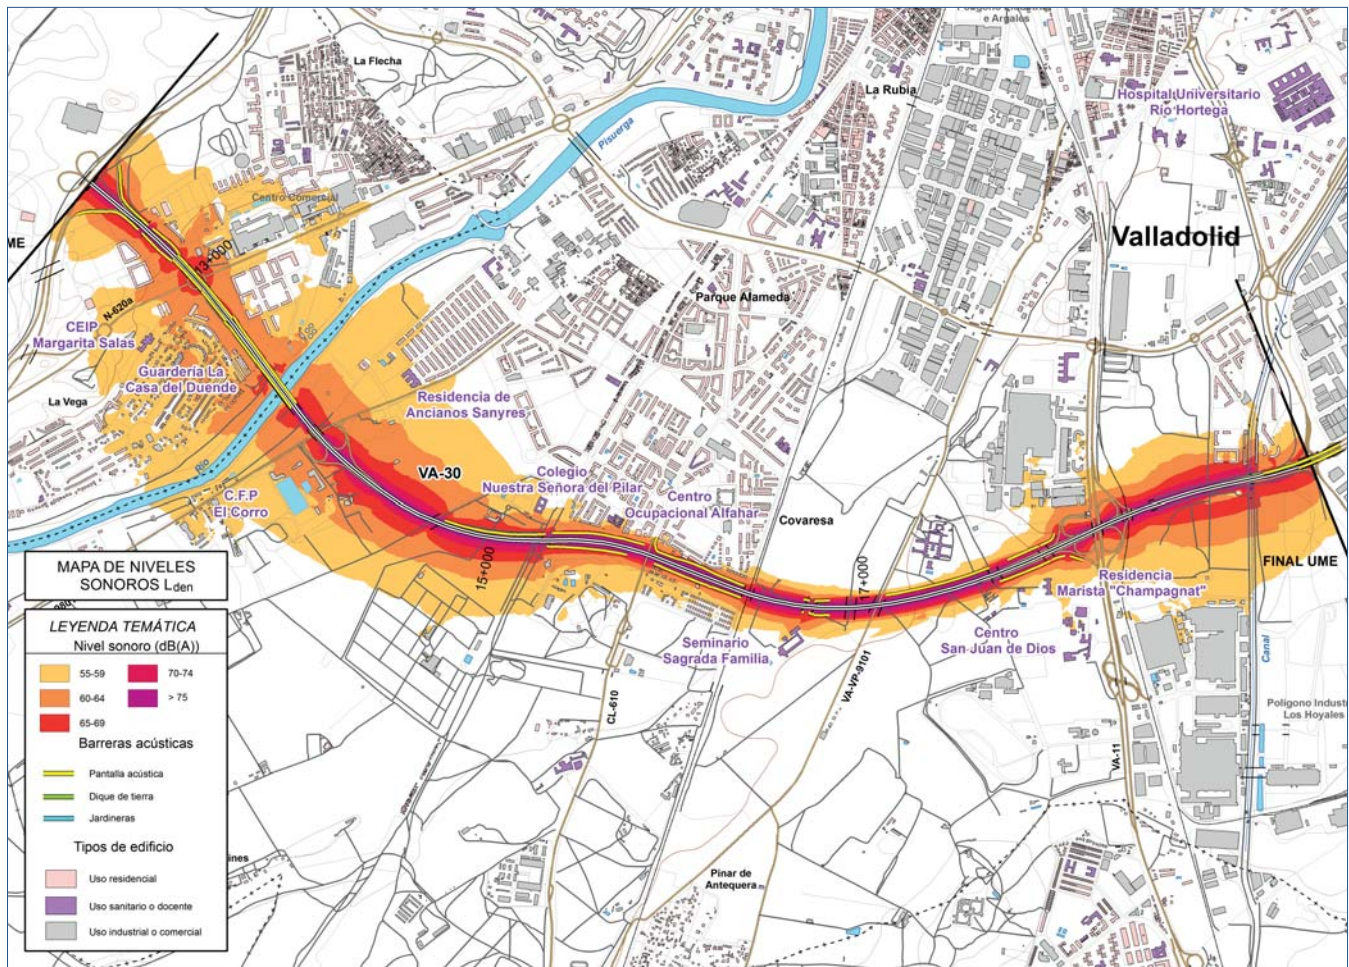 e Argales
La Flecha
La Rubia
Hospital Universitario
Río Hortega
Pisuerga
Centro Comercial
UME
13+000
Valladolid
N-620a
Parque Alameda
CEIP
Margarita Salas
Guardería La
Casa del Duende
La Vega
Residencia de
Ancianos Sanyres
Río
VA-30
Colegio
Nuestra Señora del Pilar
C.F.P
El Corro
Centro
Ocupacional Alfahar
Covaresa
15+000
17+000
FINAL UME
Residencia
Marista "Champagnat"
Seminario
Sagrada Familia
Centro
San Juan de Dios
Canal
CL-610
VA-VP-9101
VA-11
Polígono Indust
Los Hoyales
Pinar de
Antequera
ines
MAPA DE NIVELES
SONOROS Lden
LEYENDA TEMÁTICA
Nivel sonoro (dB(A))
55-59 70-74
60-64 > 75
65-69
Barreras acústicas
Pantalla acústica
Dique de tierra
Jardineras
Tipos de edificio
Uso residencial
Uso sanitario o docente
Uso industrial o comercial